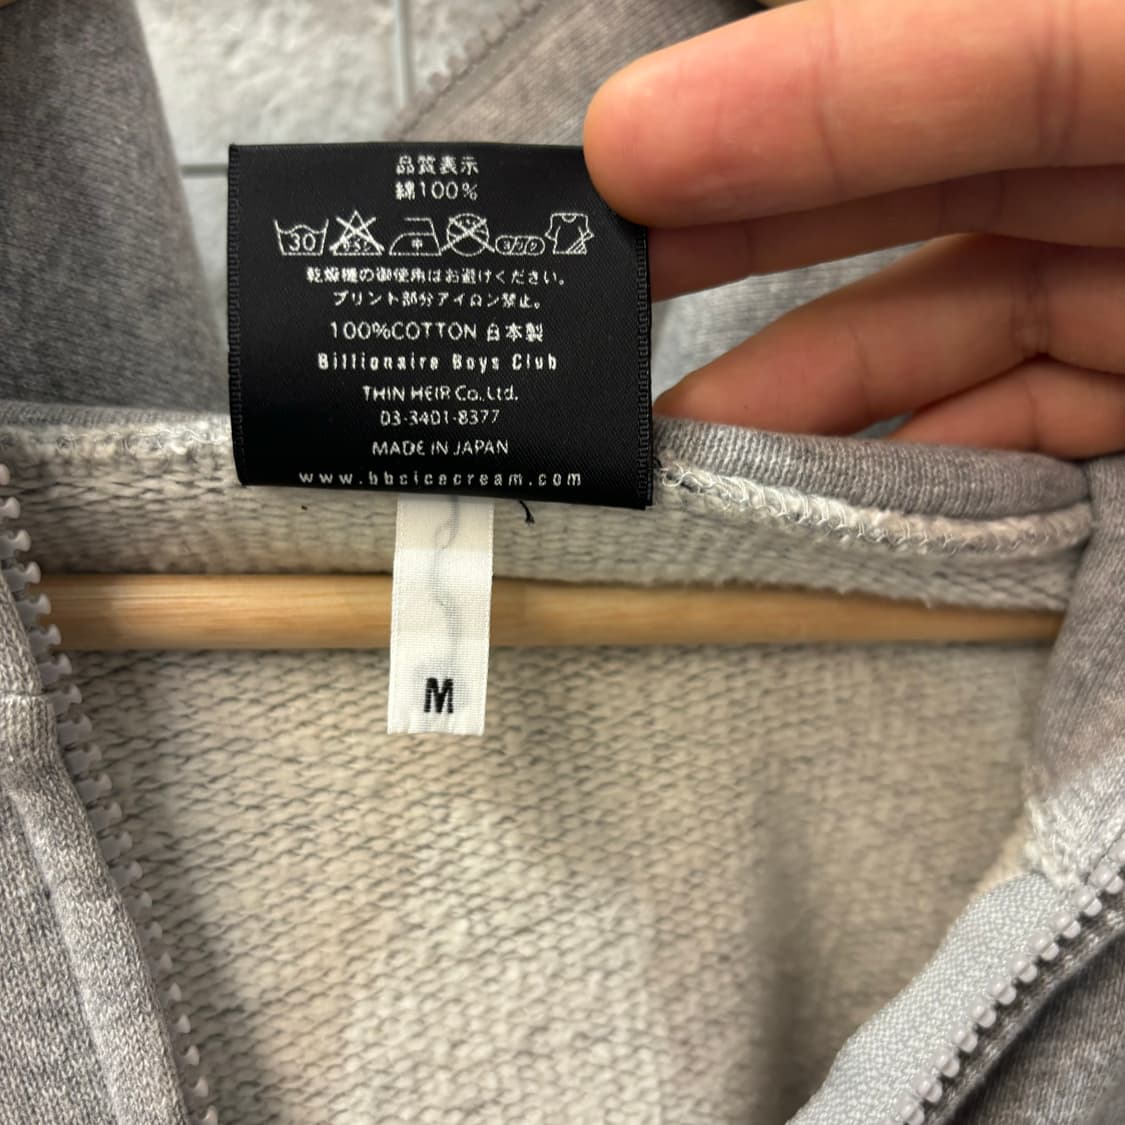 品質表示
綿100%
30
乾燥機の御使用はお避けください。
プリント部分アイロン禁止。
100%COTTON 日本製
Billionaire Boys Club
THIN HEIR Co.,Ltd.
03-3401-8377
MADE IN JAPAN
www.bbcicecream.com
M